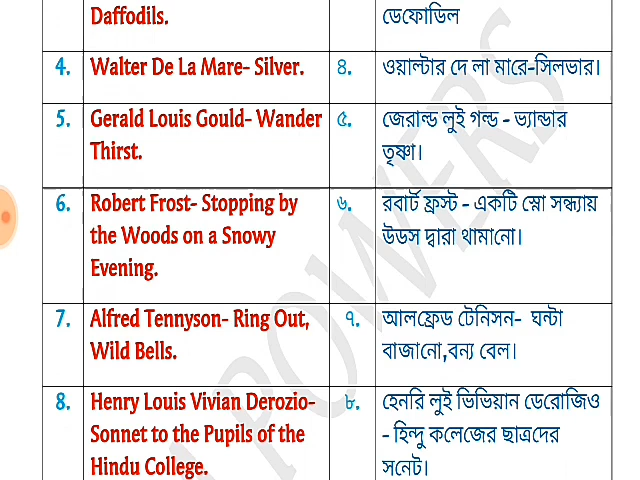 Daffodils.
ডেফোডিল
4. Walter De La Mare- Silver.
৪. ওয়াল্টার দে লা মারে-সিলভার।
5. Gerald Louis Gould- Wander
Thirst.
৫. জেরাল্ড লুই গল্ড - ভ্যান্ডার
তৃষ্ণা।
6. Robert Frost- Stopping by
the Woods on a Snowy
Evening.
৬. রবার্ট ফ্রস্ট - একটি স্নো সন্ধ্যায়
উডস দ্বারা থামানো।
7. Alfred Tennyson- Ring Out,
Wild Bells.
৭. আলফ্রেড টেনিসন- ঘন্টা
বাজানো,বন্য বেল।
8. Henry Louis Vivian Derozio-
Sonnet to the Pupils of the
Hindu College.
৮. হেনরি লুই ভিভিয়ান ডেরোজিও
- হিন্দু কলেজের ছাত্রদের
সনেট।
POWERS